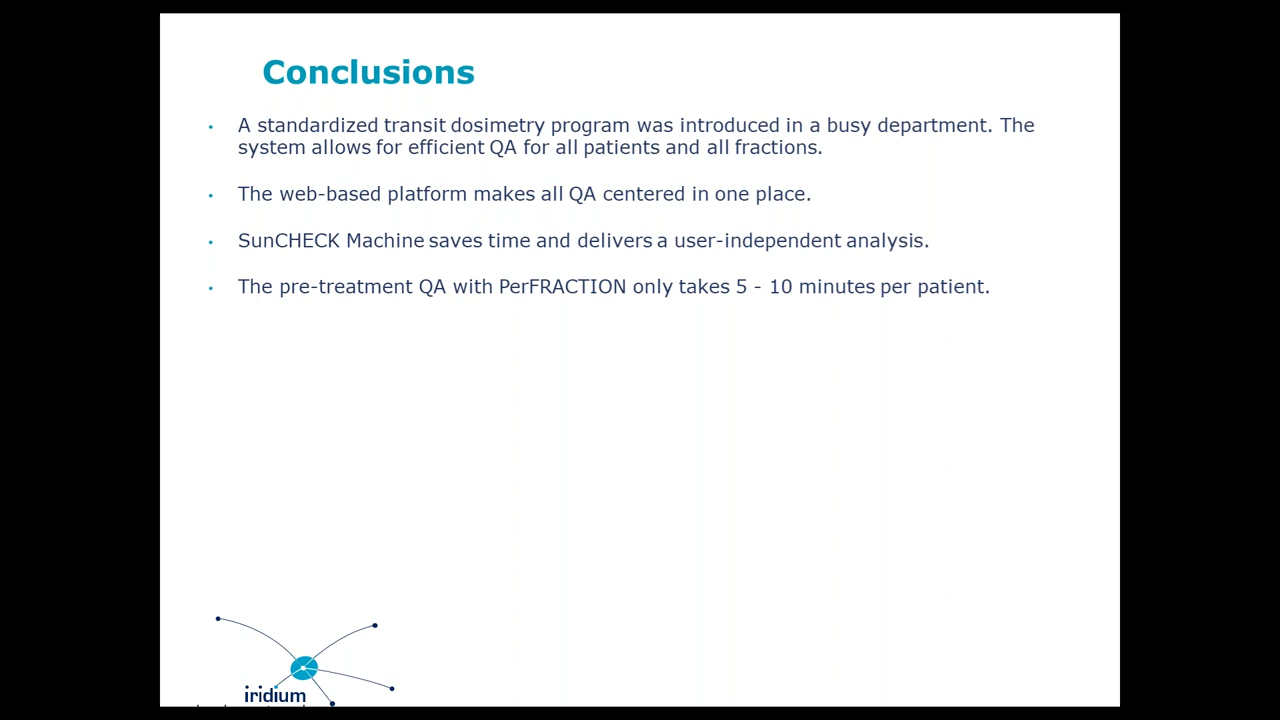 Conclusions
• A standardized transit dosimetry program was introduced in a busy department. The
system allows for efficient QA for all patients and all fractions.
• The web-based platform makes all QA centered in one place.
• SunCHECK Machine saves time and delivers a user-independent analysis.
• The pre-treatment QA with PerFRACTION only takes 5 - 10 minutes per patient.
iridium